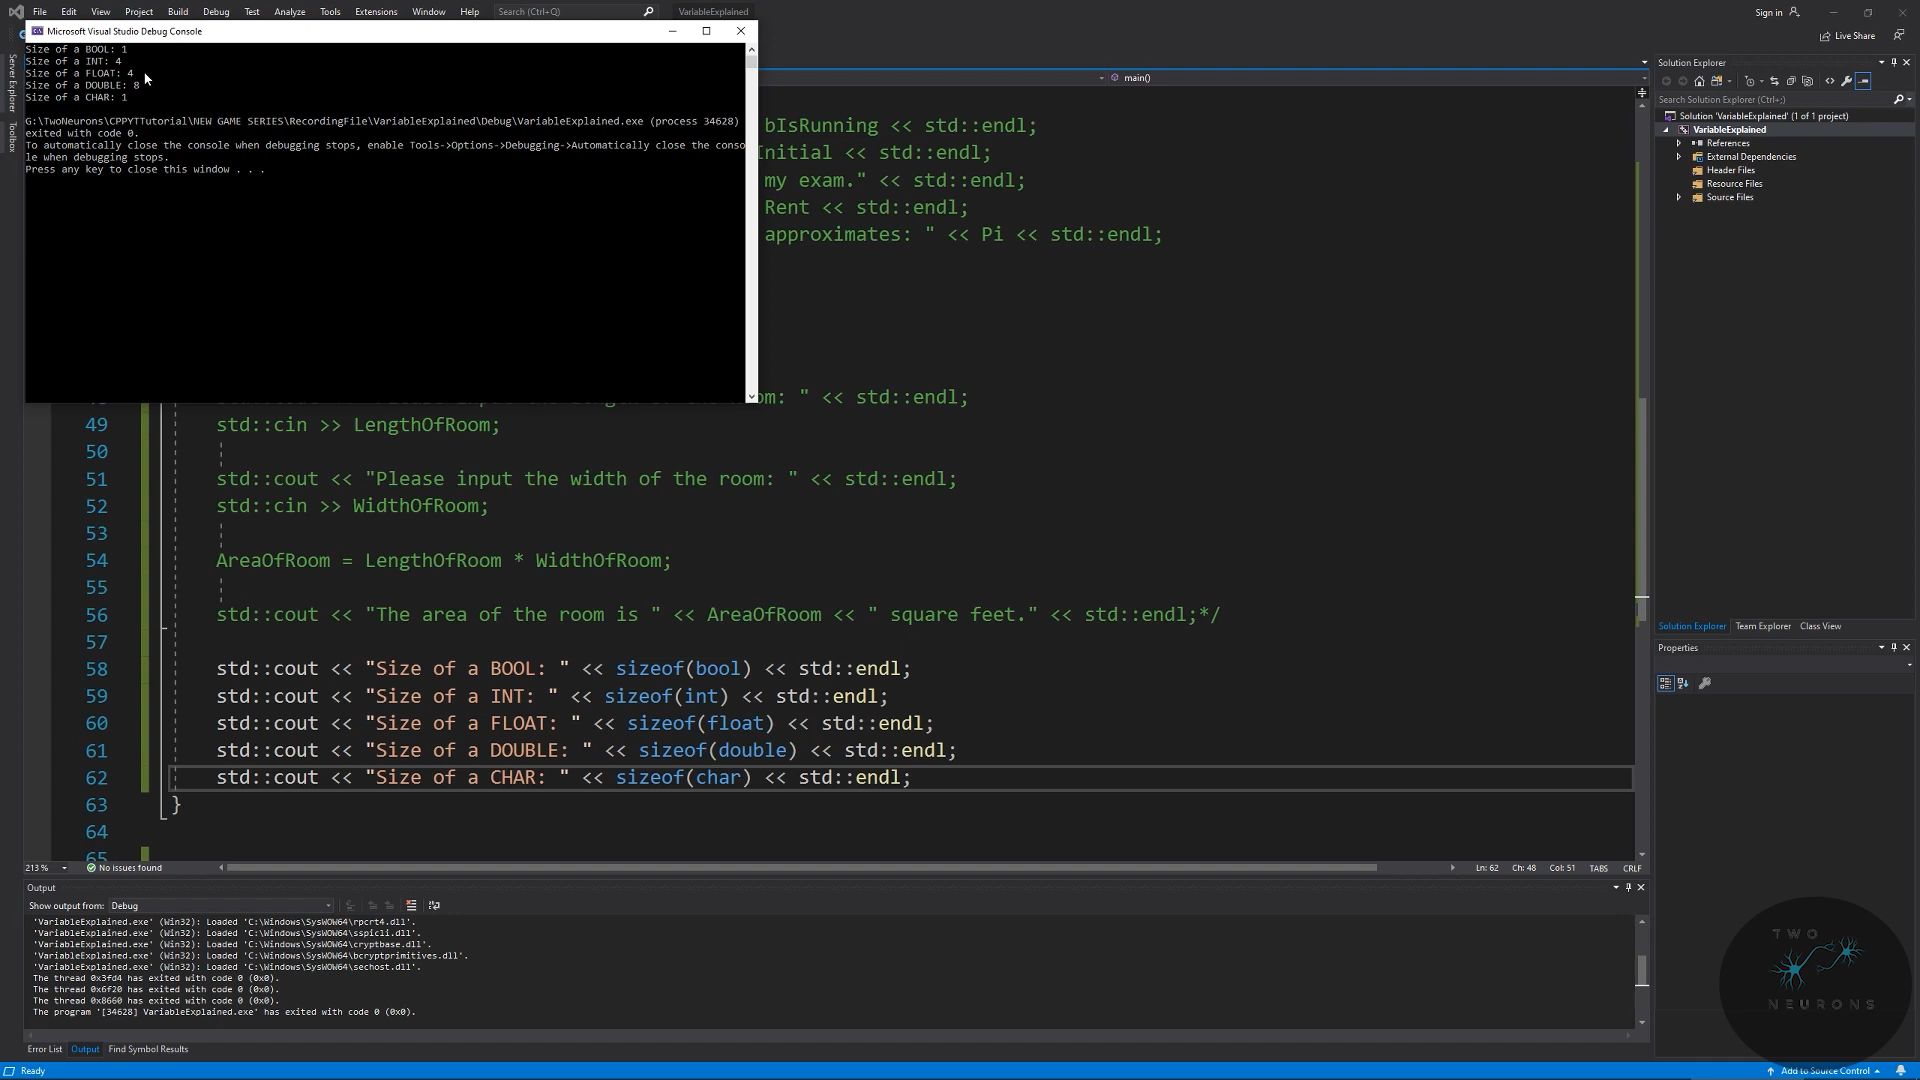 File Edit View Project Build Debug Test Analyze Tools Extensions Window Help Search (Ctrl+Q) VariableExplained Sign in
Live Share
Microsoft Visual Studio Debug Console
Size of a BOOL: 1
Size of a INT: 4
Size of a FLOAT: 4
Size of a DOUBLE: 8
Size of a CHAR: 1
G:\TwoNeurons\CPPYTTutorial\NEW GAME SERIES\RecordingFile\VariableExplained\Debug\VariableExplained.exe (process 34628)
exited with code 0.
To automatically close the console when debugging stops, enable Tools->Options->Debugging->Automatically close the conso
le when debugging stops.
Press any key to close this window . . .
Server Explorer
Toolbox
main()
bIsRunning << std::endl;
Initial << std::endl;
my exam." << std::endl;
Rent << std::endl;
approximates: " << Pi << std::endl;
om: " << std::endl;
49 std::cin >> LengthOfRoom;
50
51 std::cout << "Please input the width of the room: " << std::endl;
52 std::cin >> WidthOfRoom;
53
54 AreaOfRoom = LengthOfRoom * WidthOfRoom;
55
56 std::cout << "The area of the room is " << AreaOfRoom << " square feet." << std::endl;*/
57
58 std::cout << "Size of a BOOL: " << sizeof(bool) << std::endl;
59 std::cout << "Size of a INT: " << sizeof(int) << std::endl;
60 std::cout << "Size of a FLOAT: " << sizeof(float) << std::endl;
61 std::cout << "Size of a DOUBLE: " << sizeof(double) << std::endl;
62 std::cout << "Size of a CHAR: " << sizeof(char) << std::endl;
63 }
64
65
213 % No issues found Ln: 62 Ch: 48 Col: 51 TABS CRLF
Solution Explorer
Search Solution Explorer (Ctrl+;)
Solution 'VariableExplained' (1 of 1 project)
VariableExplained
References
External Dependencies
Header Files
Resource Files
Source Files
Solution Explorer Team Explorer Class View
Properties
Output
Show output from: Debug
'VariableExplained.exe' (Win32): Loaded 'C:\Windows\SysWOW64\rpcrt4.dll'.
'VariableExplained.exe' (Win32): Loaded 'C:\Windows\SysWOW64\sspicli.dll'.
'VariableExplained.exe' (Win32): Loaded 'C:\Windows\SysWOW64\cryptbase.dll'.
'VariableExplained.exe' (Win32): Loaded 'C:\Windows\SysWOW64\bcryptprimitives.dll'.
'VariableExplained.exe' (Win32): Loaded 'C:\Windows\SysWOW64\sechost.dll'.
The thread 0x3fd4 has exited with code 0 (0x0).
The thread 0x6f20 has exited with code 0 (0x0).
The thread 0x8660 has exited with code 0 (0x0).
The program '[34628] VariableExplained.exe' has exited with code 0 (0x0).
Error List Output Find Symbol Results
Ready Add to Source Control
TWO
NEURONS